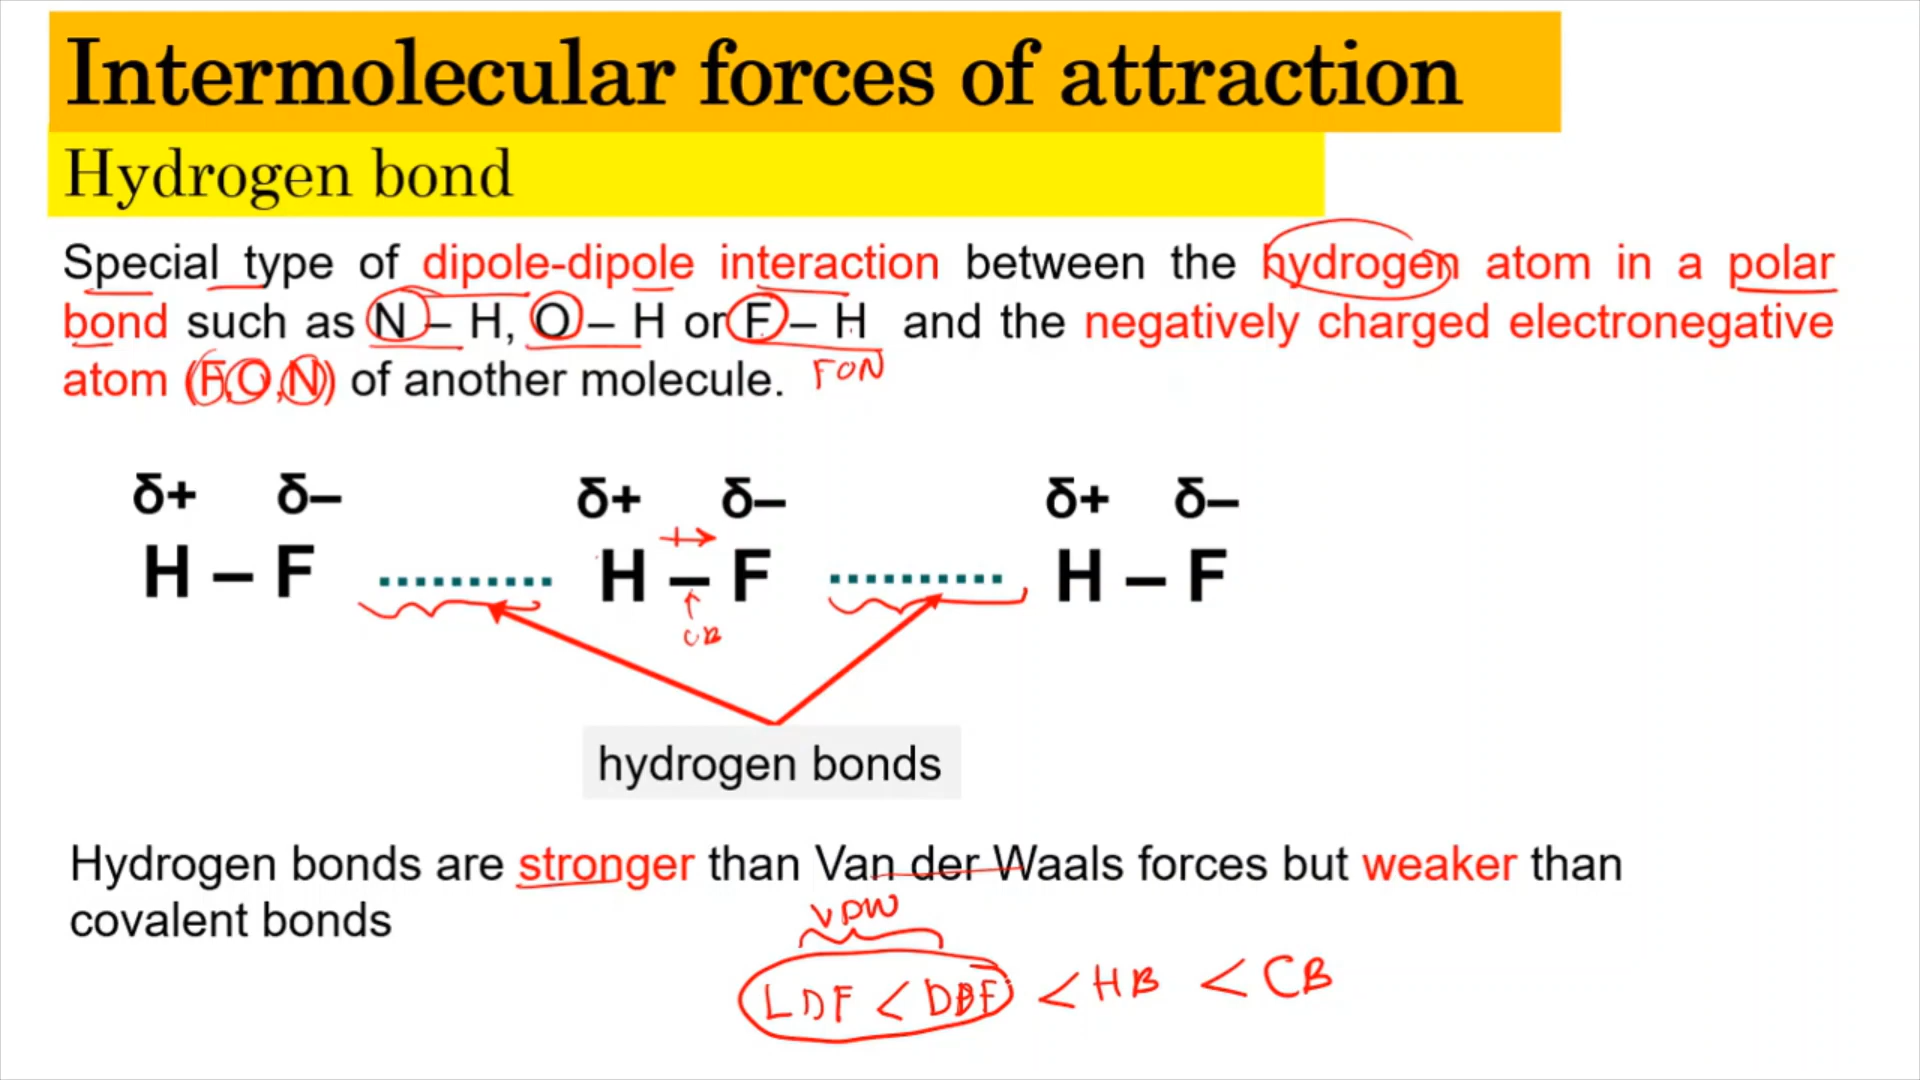 Intermolecular forces of attraction
Hydrogen bond
Special type of dipole-dipole interaction between the hydrogen atom in a polar
bond such as N – H, O – H or F – H and the negatively charged electronegative
atom (F,O,N) of another molecule. FON
δ+ δ– δ+ δ– δ+ δ–
H – F .......... H – F .......... H – F
CB
hydrogen bonds
Hydrogen bonds are stronger than Van der Waals forces but weaker than
covalent bonds
VDW
LDF < DDF < HB < CB